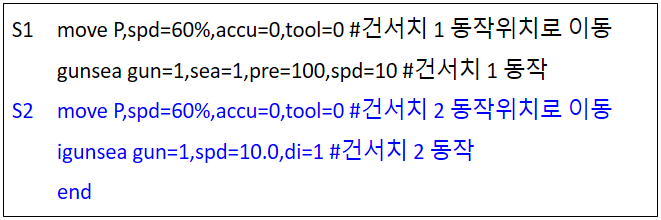 S1 move P,spd=60%,accu=0,tool=0 #건서치 1 동작위치로 이동
gunsea gun=1,sea=1,pre=100,spd=10 #건서치 1 동작
S2 move P,spd=60%,accu=0,tool=0 #건서치 2 동작위치로 이동
igunsea gun=1,spd=10.0,di=1 #건서치 2 동작
end